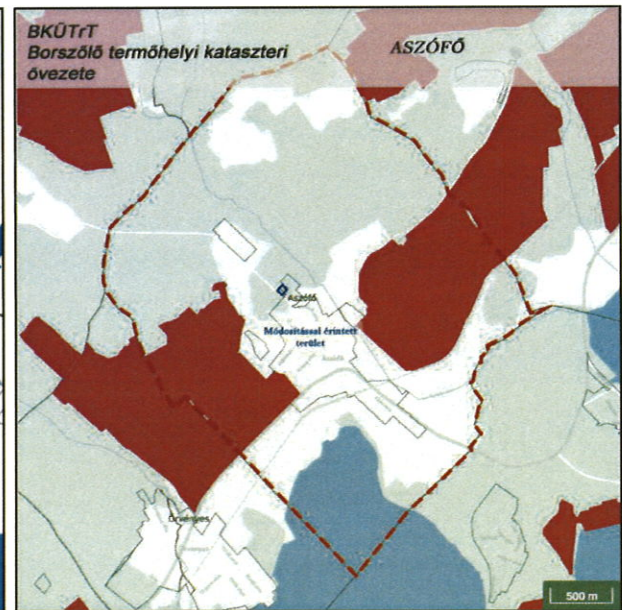 BKÜTrT
Borszőlő termőhelyi kataszteri
övezete
ASZÓFŐ
Aszófő
Módosítással érintett
terület
Örvényes
500 m